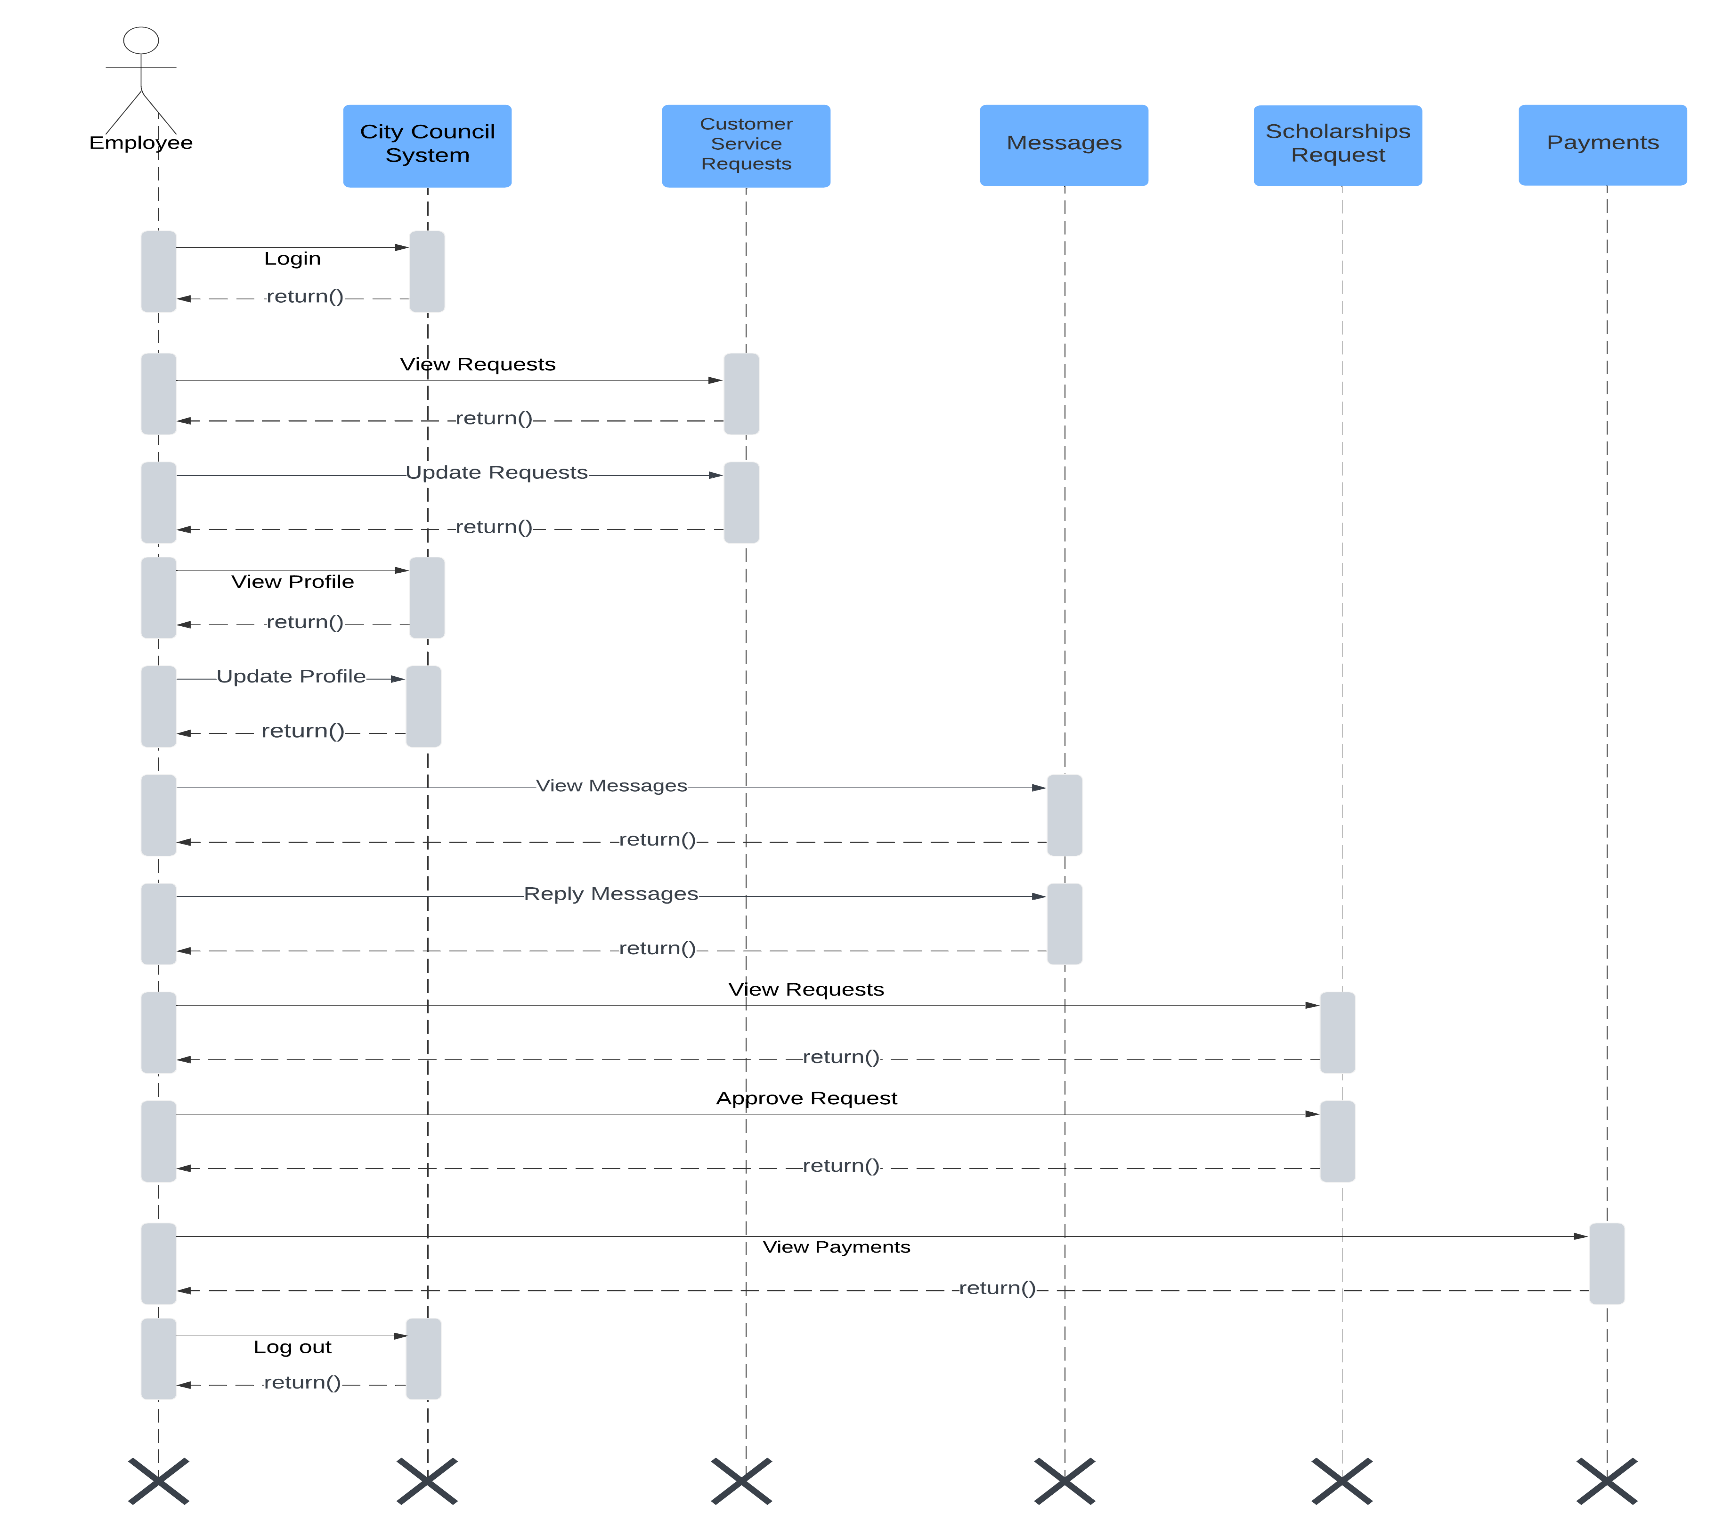 Employee
City Council
System
Customer
Service
Requests
Messages
Scholarships
Request
Payments
Login
return()
View Requests
return()
Update Requests
return()
View Profile
return()
Update Profile
return()
View Messages
return()
Reply Messages
return()
View Requests
return()
Approve Request
return()
View Payments
return()
Log out
return()